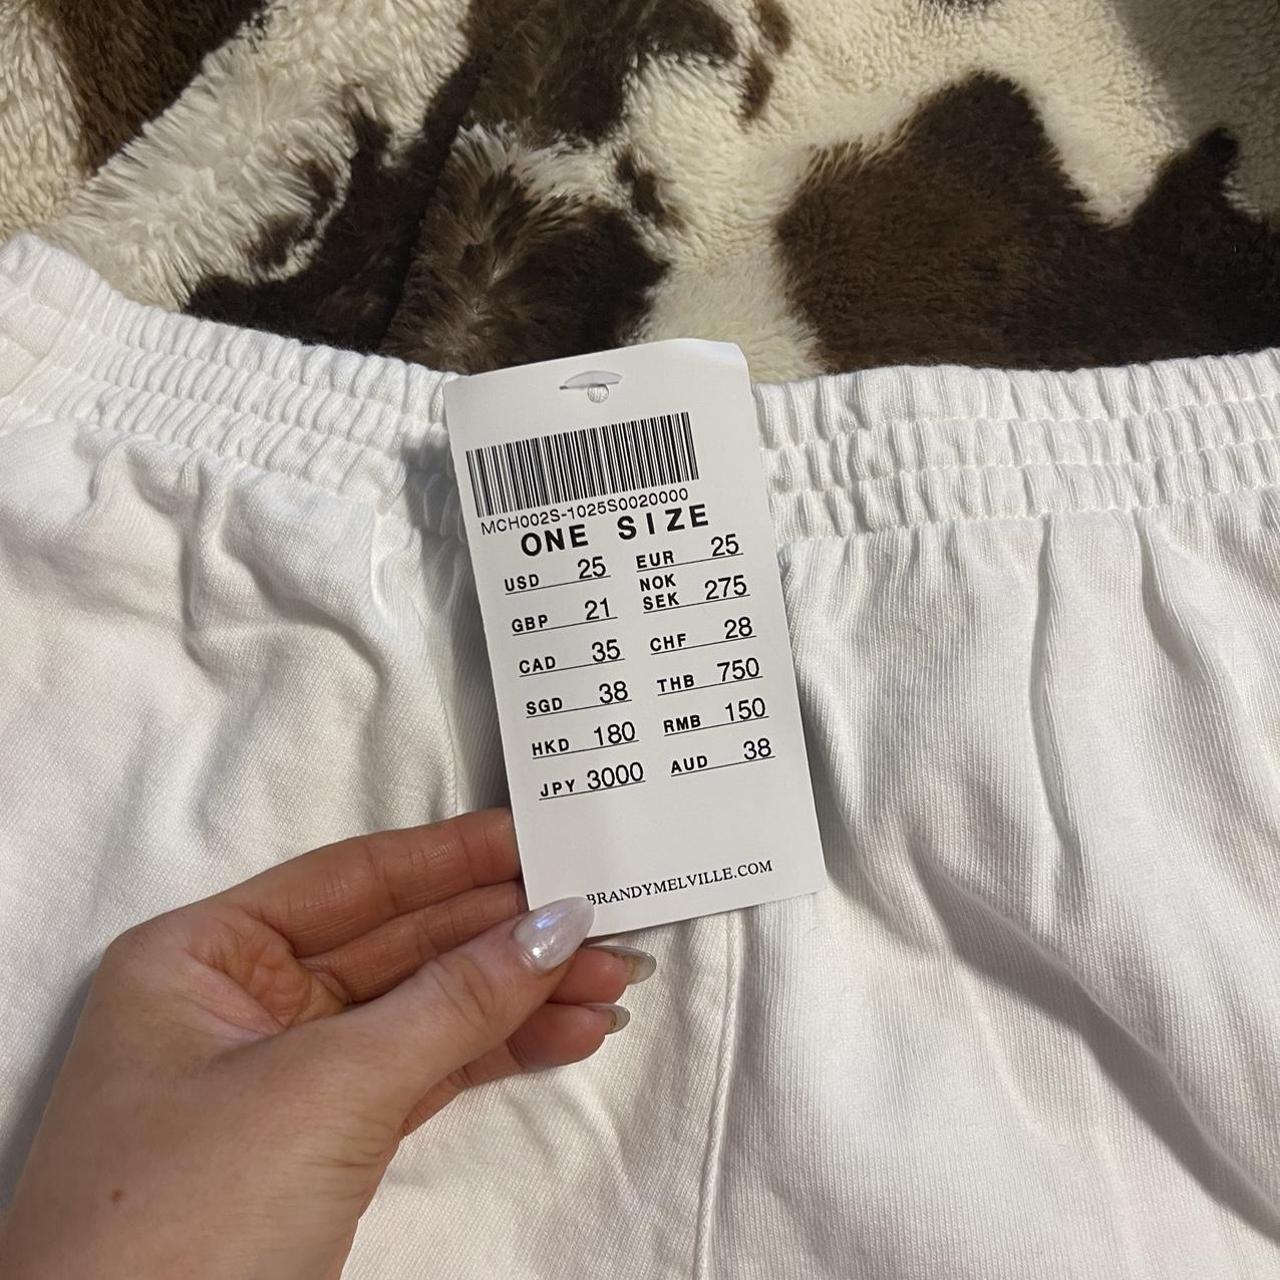 MCH002S-1025S0020000
ONE SIZE
USD 25 EUR 25
GBP 21 NOK SEK 275
CAD 35 CHF 28
SGD 38 THB 750
HKD 180 RMB 150
JPY 3000 AUD 38
BRANDYMELVILLE.COM